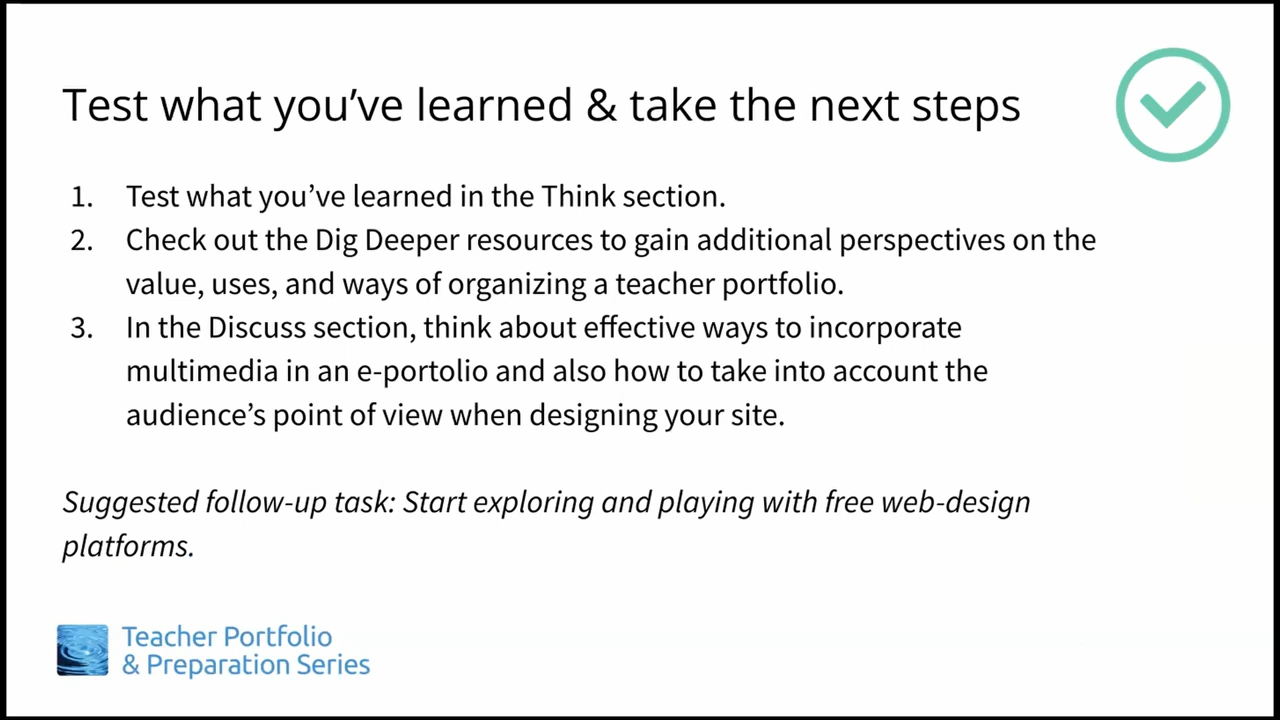 Test what you’ve learned & take the next steps
1. Test what you’ve learned in the Think section.
2. Check out the Dig Deeper resources to gain additional perspectives on the
value, uses, and ways of organizing a teacher portfolio.
3. In the Discuss section, think about effective ways to incorporate
multimedia in an e-portolio and also how to take into account the
audience’s point of view when designing your site.
Suggested follow-up task: Start exploring and playing with free web-design
platforms.
Teacher Portfolio
& Preparation Series